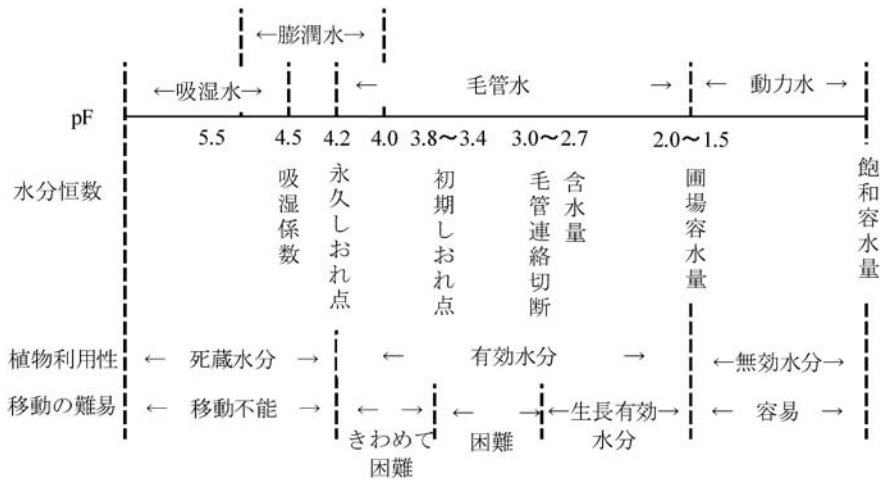 ←膨潤水→
←吸湿水→ ← 毛管水 → ← 動力水 →
pF
5.5 4.5 4.2 4.0 3.8～3.4 3.0～2.7 2.0～1.5
水分恒数
吸湿係数
永久しおれ点
初期しおれ点
毛管連絡切断
含水量
圃場容水量
飽和容水量
植物利用性 ← 死蔵水分 → ← 有効水分 → ←無効水分→
移動の難易 ← 移動不能 → ← → ← → ←生長有効→ ← 容易 →
きわめて 困難 水分
困難